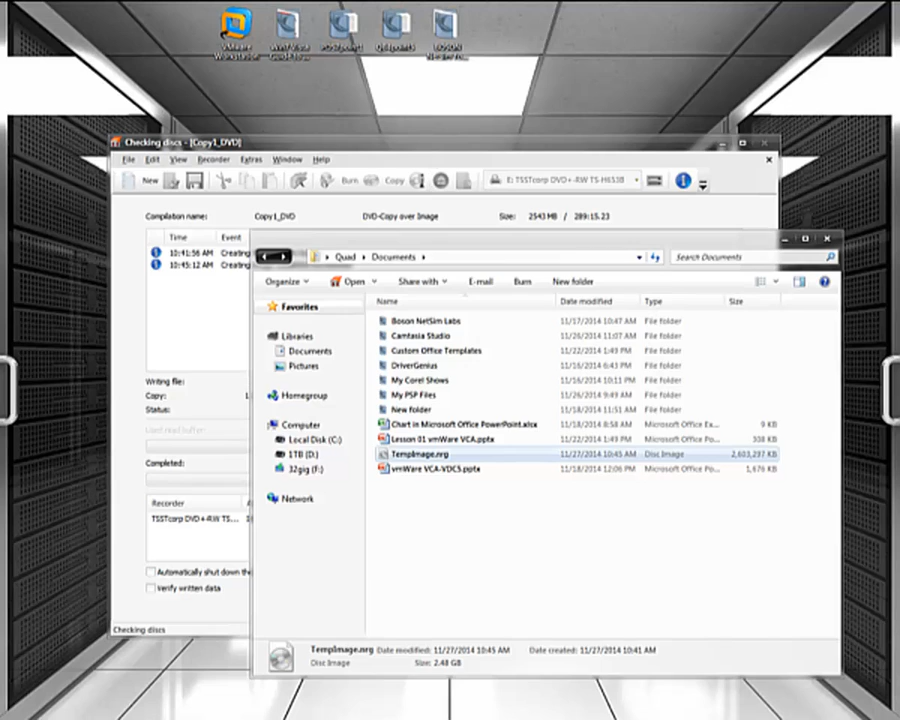 VMware
Workstation
Checking discs - [Copy1_DVD]
File Edit View Recorder Extras Window Help
New Burn Copy E: TSSTcorp DVD+-RW TS-H653B
Compilation name: Copy1_DVD DVD-Copy over Image Size: 2543 MB / 289:15.23
Time Event
10:41:56 AM Creating
10:45:12 AM Creating
Writing file:
Copy:
Status:
Used read buffer
Completed:
Recorder
TSSTcorp DVD+-RW TS...
Automatically shut down the
Verify written data
Checking discs
Quad Documents Search Documents
Organize Open Share with E-mail Burn New folder
Name Date modified Type Size
Favorites
Libraries
Documents
Pictures
Homegroup
Computer
Local Disk (C:)
1TB (D:)
32gig (F:)
Network
Boson NetSim Labs 11/17/2014 10:47 AM File folder
Camtasia Studio 11/26/2014 11:07 AM File folder
Custom Office Templates 11/22/2014 1:49 PM File folder
DriverGenius 11/16/2014 6:43 PM File folder
My Corel Shows 11/16/2014 10:11 PM File folder
My PSP Files 11/26/2014 9:49 AM File folder
New folder 11/18/2014 11:51 AM File folder
Chart in Microsoft Office PowerPoint.xlsx 11/18/2014 8:58 AM Microsoft Office Ex... 9 KB
Lesson 01 vmWare VCA.pptx 11/22/2014 1:49 PM Microsoft Office Po... 338 KB
TempImage.nrg 11/27/2014 10:45 AM Disc Image 2,603,297 KB
vmWare VCA-VDC5.pptx 11/18/2014 12:06 PM Microsoft Office Po... 1,676 KB
TempImage.nrg Date modified: 11/27/2014 10:45 AM Date created: 11/27/2014 10:41 AM
Disc Image Size: 2.48 GB